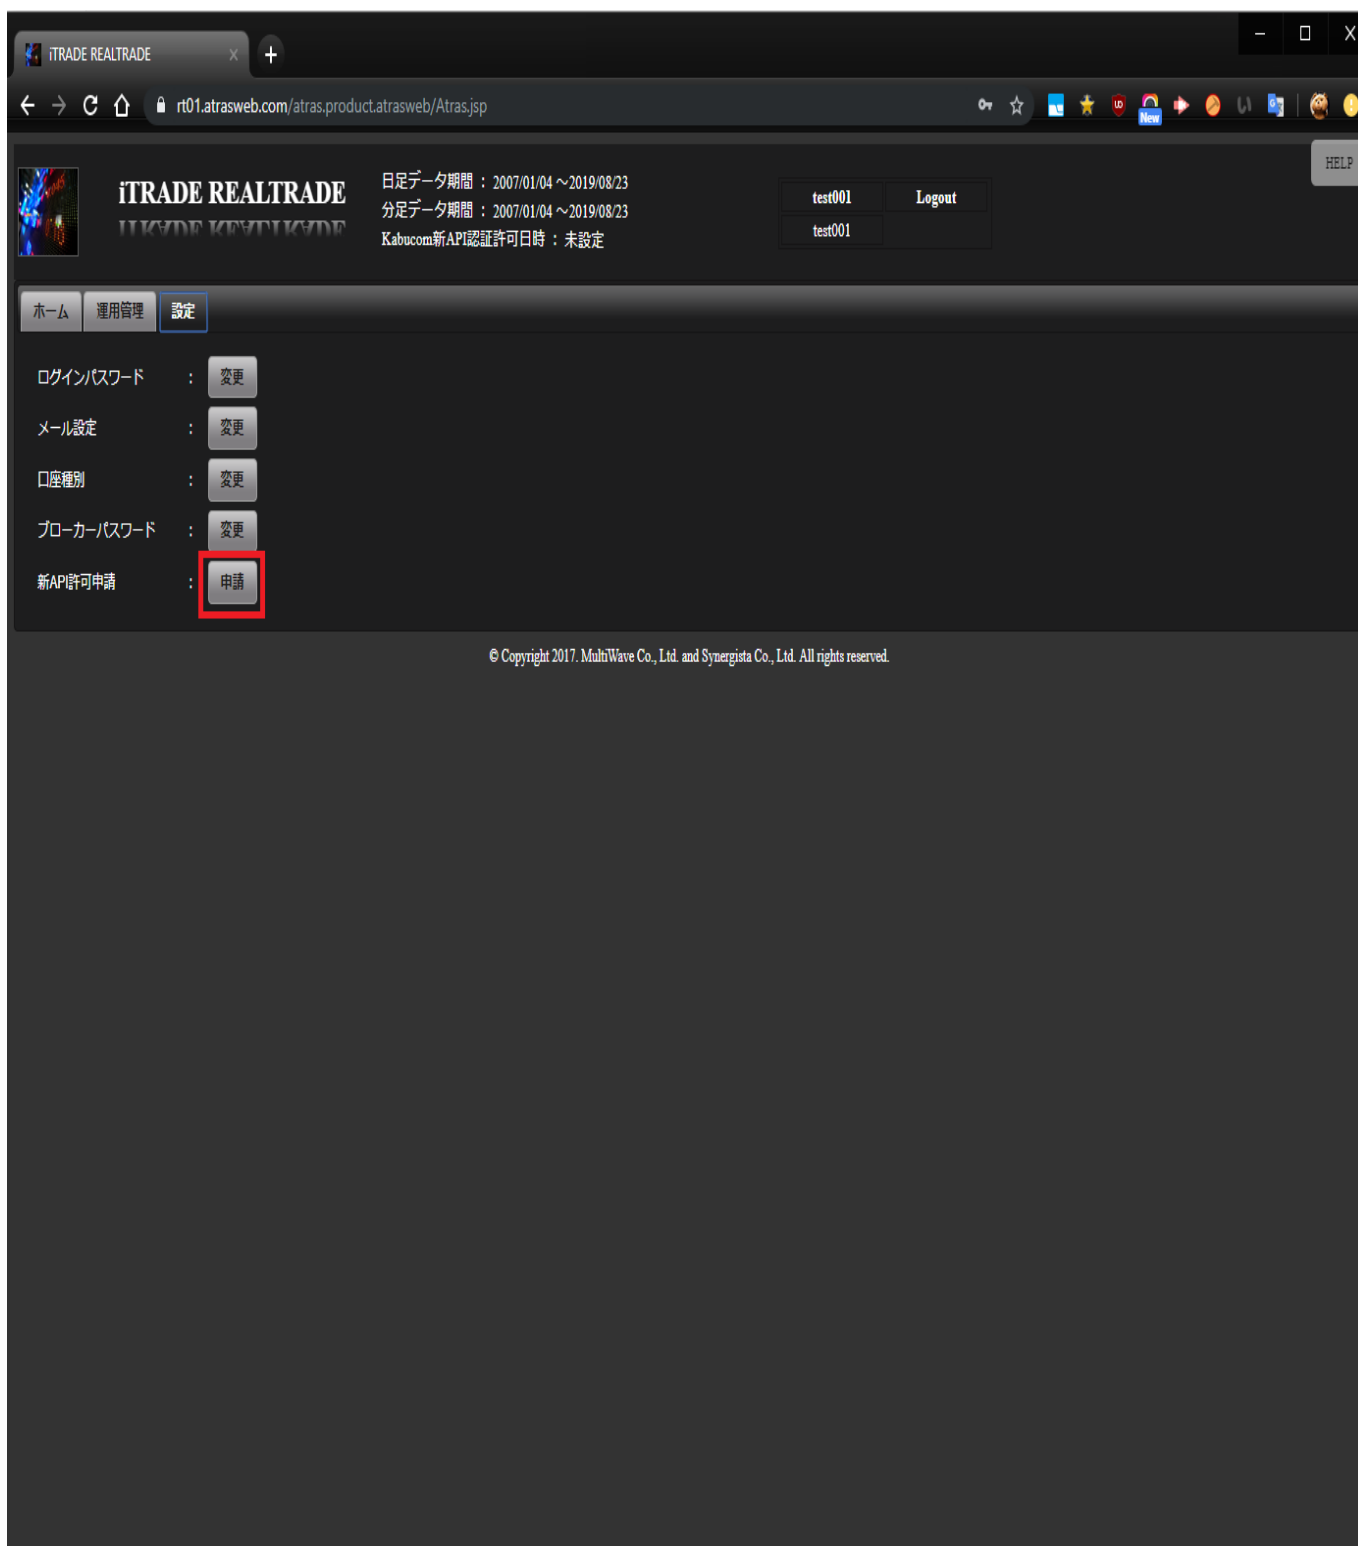 iTRADE REALTRADE
rt01.atrasweb.com/atras.product.atrasweb/Atras.jsp
New
HELP
iTRADE REALTRADE
日足データ期間 : 2007/01/04～2019/08/23
分足データ期間 : 2007/01/04～2019/08/23
Kabucom新API認証許可日時 : 未設定
test001 Logout
test001
ホーム 運用管理 設定
ログインパスワード : 変更
メール設定 : 変更
口座種別 : 変更
ブローカーパスワード : 変更
新API許可申請 : 申請
© Copyright 2017. MultiWave Co., Ltd. and Synergista Co., Ltd. All rights reserved.